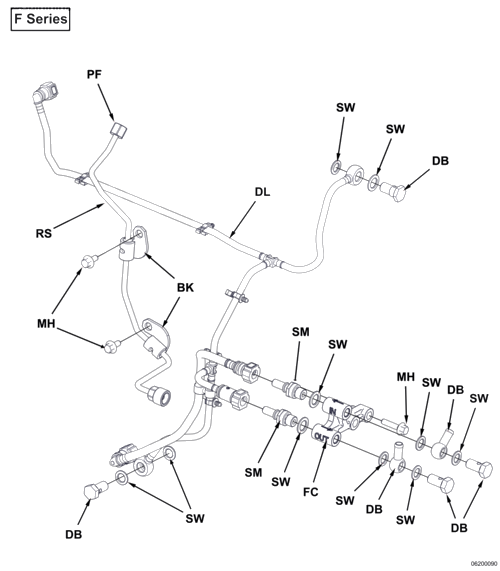 F Series
PF
SW
SW
DB
DL
RS
BK
MH
SM
SW
MH
SW
DB
SW
IN
OUT
SM
SW
FC
SW
DB
SW
DB
DB
SW
06200090